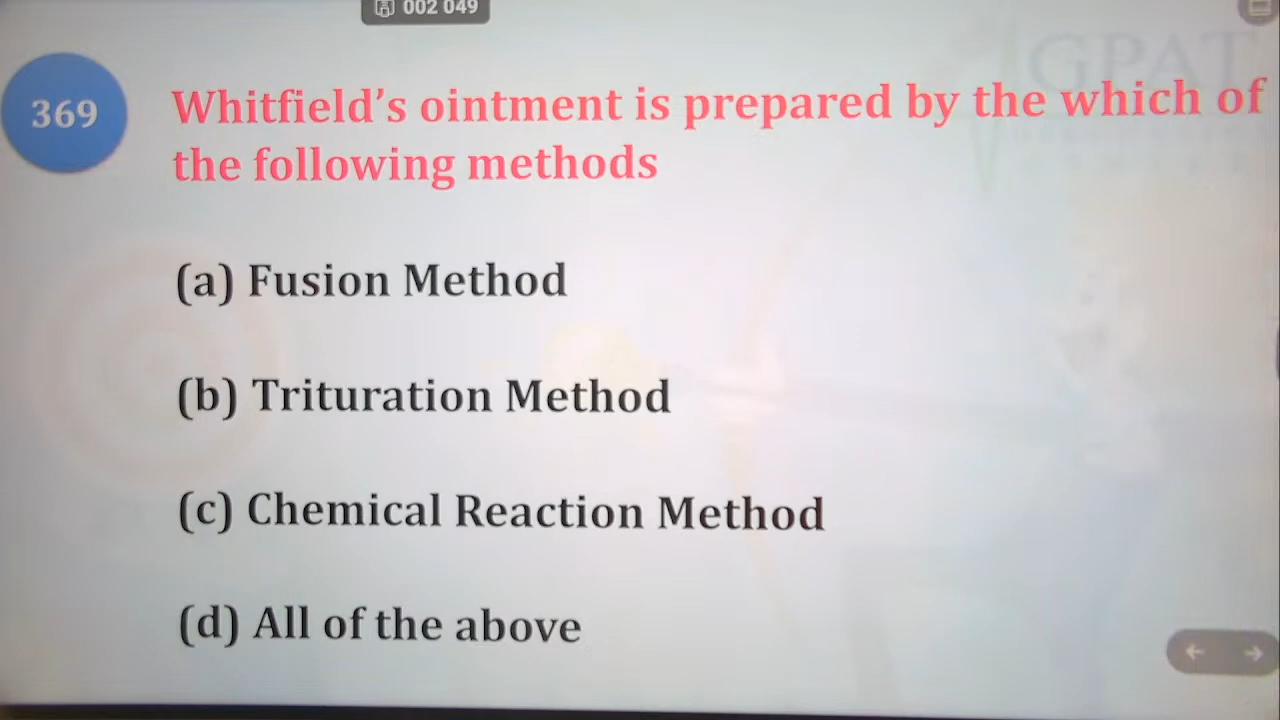 002 049
GPAT
369
Whitfield's ointment is prepared by the which of
the following methods
(a) Fusion Method
(b) Trituration Method
(c) Chemical Reaction Method
(d) All of the above